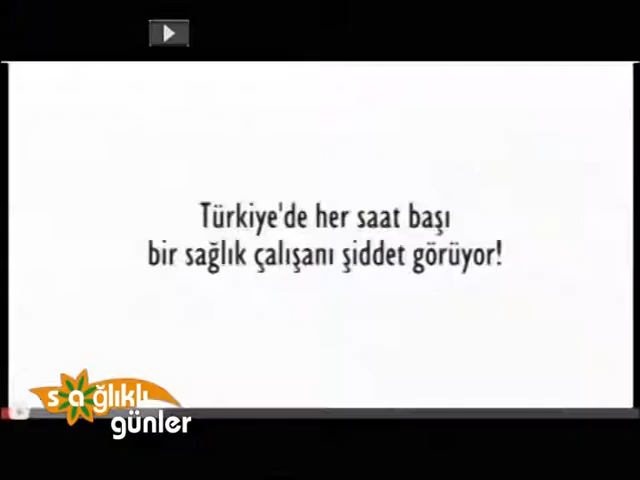 Türkiye'de her saat başı
bir sağlık çalışanı şiddet görüyor!
sağlıklı
günler